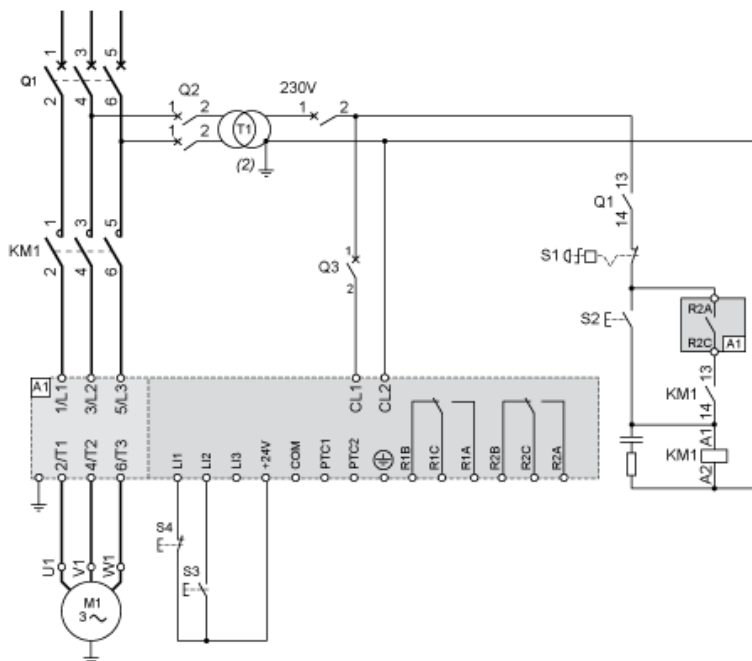 1 3 5
Q1
2 4 6
Q2
1 2
1 2
T1
(2)
230V
1 2
13
Q1
14
S1
1 3 5
KM1
2 4 6
1
Q3
2
S2
R2A
R2C
A1
13
KM1
14
A1
KM1
A2
A1
1/L1 3/L2 5/L3
CL1 CL2
2/T1 4/T2 6/T3
LI1 LI2 LI3 +24V COM PTC1 PTC2 R1B R1C R1A R2B R2C R2A
S4
S3
U1 V1 W1
M1
3